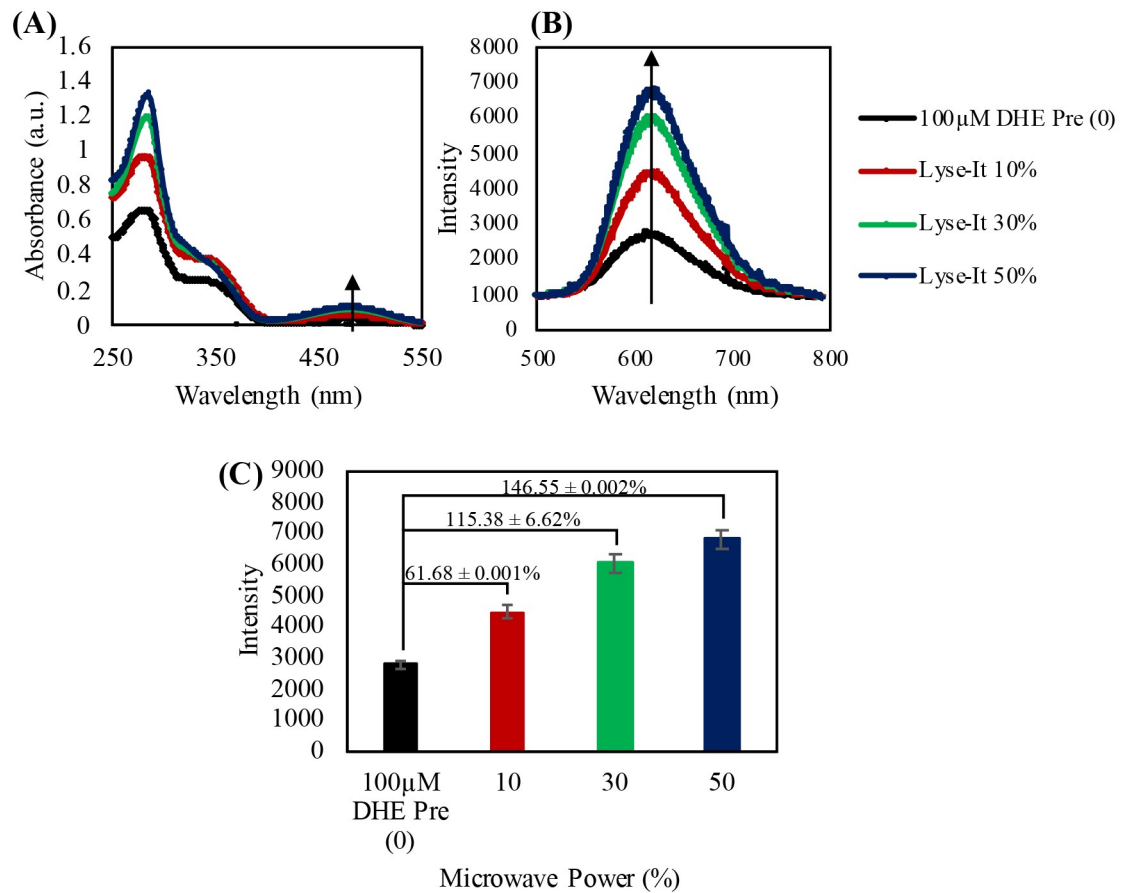 (A)
1.6
1.4
1.2
1
0.8
0.6
0.4
0.2
0
Absorbance (a.u.)
250
350
450
550
Wavelength (nm)
(B)
8000
7000
6000
5000
4000
3000
2000
1000
0
Intensity
500
600
700
800
Wavelength (nm)
100µM DHE Pre (0)
Lyse-It 10%
Lyse-It 30%
Lyse-It 50%
(C)
9000
8000
7000
6000
5000
4000
3000
2000
1000
0
Intensity
146.55 ± 0.002%
115.38 ± 6.62%
61.68 ± 0.001%
100µM
DHE Pre
(0)
10
30
50
Microwave Power (%)